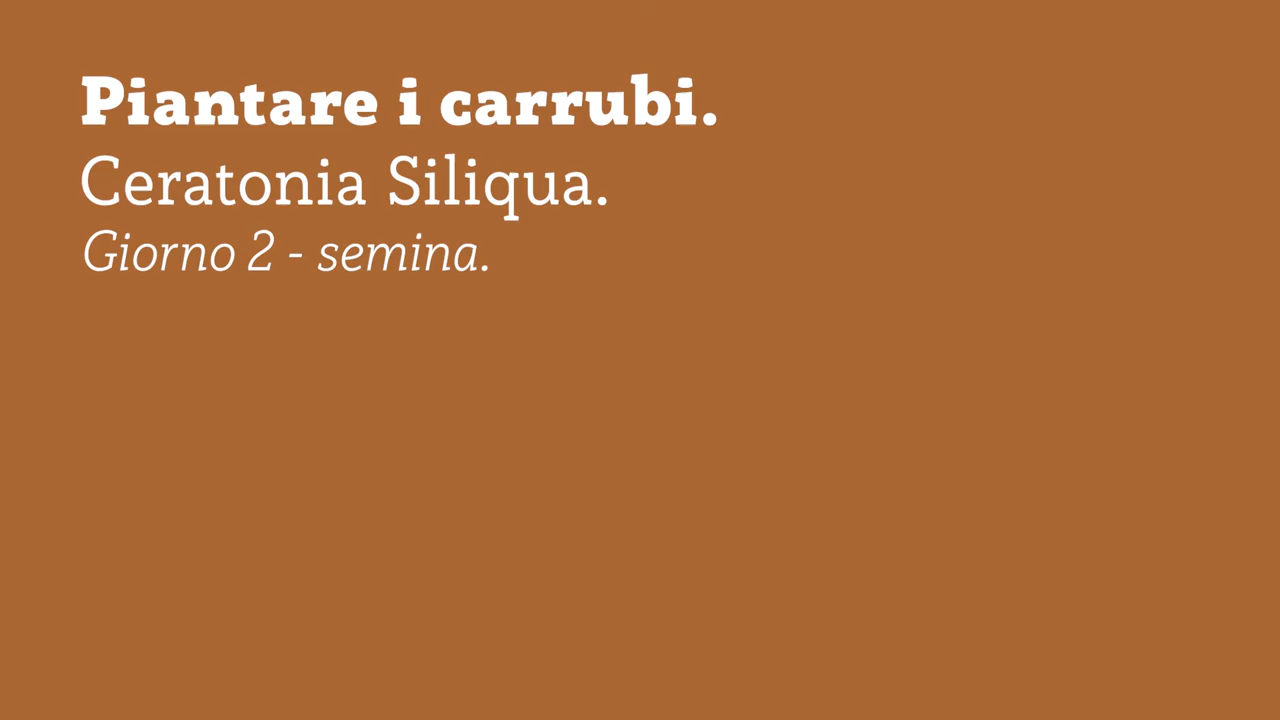 Piantare i carrubi.
Ceratonia Siliqua.
Giorno 2 - semina.